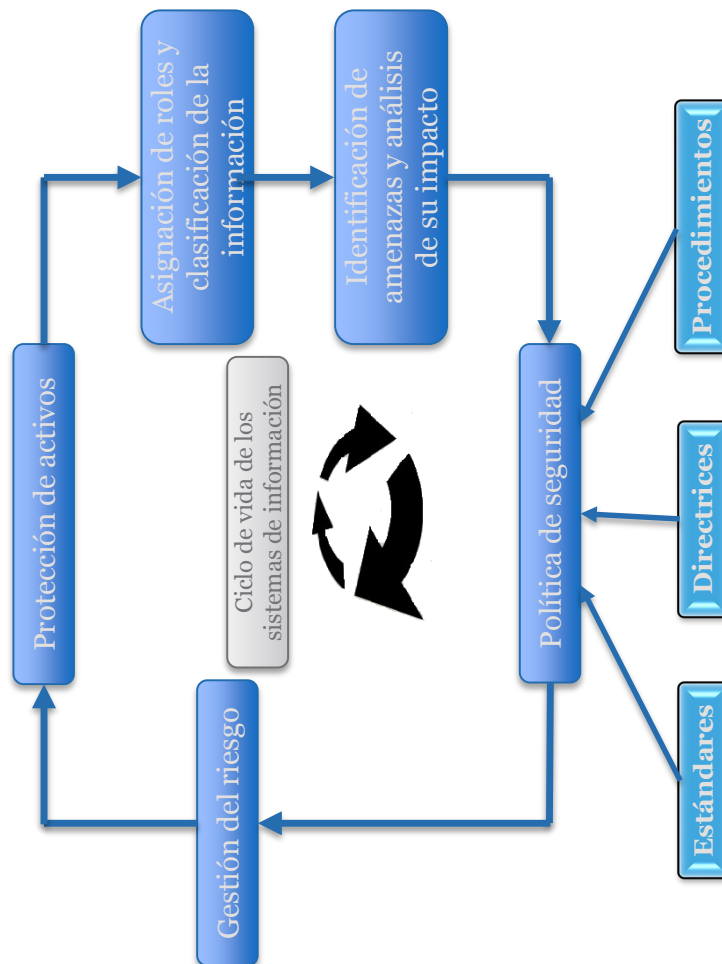 Protección de activos
Asignación de roles y
clasificación de la
información
Identificación de
amenazas y análisis
de su impacto
Política de seguridad
Gestión del riesgo
Ciclo de vida de los
sistemas de información
Estándares
Directrices
Procedimientos